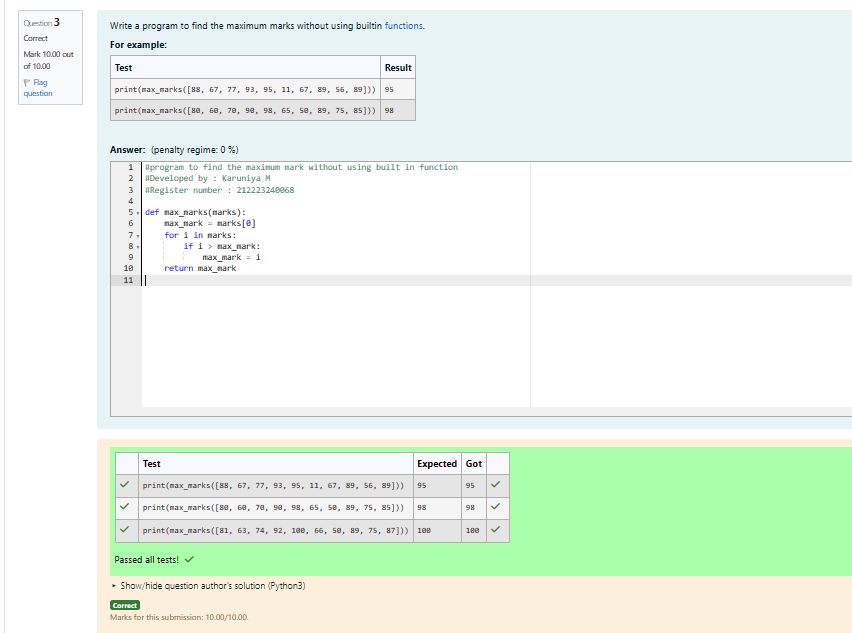 Question 3
Correct
Mark 10.00 out
of 10.00
Flag
question
Write a program to find the maximum marks without using builtin functions.
For example:
Test Result
print(max_marks([88, 67, 77, 93, 95, 11, 67, 89, 56, 89])) 95
print(max_marks([80, 60, 70, 90, 98, 65, 50, 89, 75, 85])) 98
Answer: (penalty regime: 0 %)
1 #program to find the maximum mark without using built in function
2 #Developed by : Karuniya M
3 #Register number : 212223240068
4
5 def max_marks(marks):
6 max_mark = marks[0]
7 for i in marks:
8 if i > max_mark:
9 max_mark = i
10 return max_mark
11
Test Expected Got
print(max_marks([88, 67, 77, 93, 95, 11, 67, 89, 56, 89])) 95 95
print(max_marks([80, 60, 70, 90, 98, 65, 50, 89, 75, 85])) 98 98
print(max_marks([81, 63, 74, 92, 100, 66, 50, 89, 75, 87])) 100 100
Passed all tests!
Show/hide question author's solution (Python3)
Correct
Marks for this submission: 10.00/10.00.